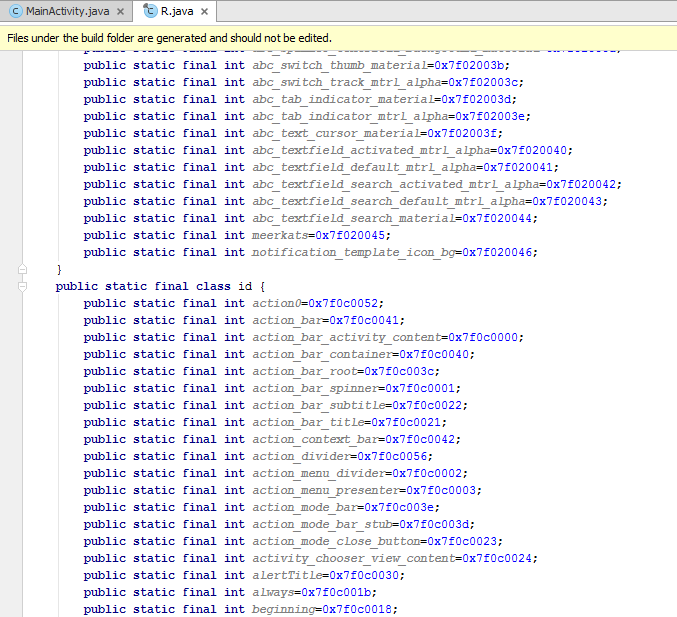 MainActivity.java × R.java ×
Files under the build folder are generated and should not be edited.
public static final int abc_switch_thumb_material=0x7f02003b;
public static final int abc_switch_track_mtrl_alpha=0x7f02003c;
public static final int abc_tab_indicator_material=0x7f02003d;
public static final int abc_tab_indicator_mtrl_alpha=0x7f02003e;
public static final int abc_text_cursor_material=0x7f02003f;
public static final int abc_textfield_activated_mtrl_alpha=0x7f020040;
public static final int abc_textfield_default_mtrl_alpha=0x7f020041;
public static final int abc_textfield_search_activated_mtrl_alpha=0x7f020042;
public static final int abc_textfield_search_default_mtrl_alpha=0x7f020043;
public static final int abc_textfield_search_material=0x7f020044;
public static final int meerkats=0x7f020045;
public static final int notification_template_icon_bg=0x7f020046;
}
public static final class id {
public static final int action0=0x7f0c0052;
public static final int action_bar=0x7f0c0041;
public static final int action_bar_activity_content=0x7f0c0000;
public static final int action_bar_container=0x7f0c0040;
public static final int action_bar_root=0x7f0c003c;
public static final int action_bar_spinner=0x7f0c0001;
public static final int action_bar_subtitle=0x7f0c0022;
public static final int action_bar_title=0x7f0c0021;
public static final int action_context_bar=0x7f0c0042;
public static final int action_divider=0x7f0c0056;
public static final int action_menu_divider=0x7f0c0002;
public static final int action_menu_presenter=0x7f0c0003;
public static final int action_mode_bar=0x7f0c003e;
public static final int action_mode_bar_stub=0x7f0c003d;
public static final int action_mode_close_button=0x7f0c0023;
public static final int activity_chooser_view_content=0x7f0c0024;
public static final int alertTitle=0x7f0c0030;
public static final int always=0x7f0c001b;
public static final int beginning=0x7f0c0018;